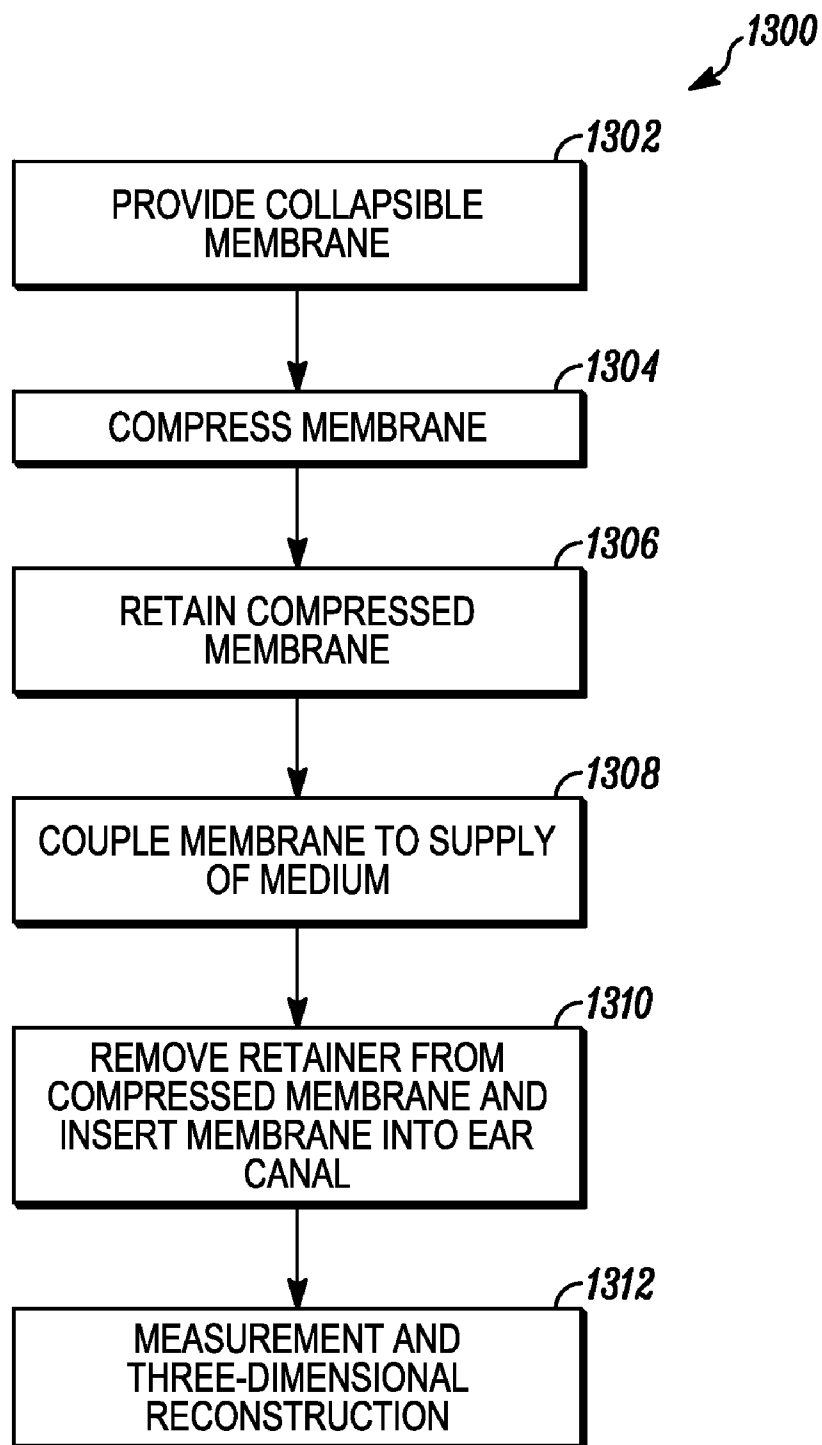 1300
1302
PROVIDE COLLAPSIBLE
MEMBRANE
1304
COMPRESS MEMBRANE
1306
RETAIN COMPRESSED
MEMBRANE
1308
COUPLE MEMBRANE TO SUPPLY
OF MEDIUM
1310
REMOVE RETAINER FROM
COMPRESSED MEMBRANE AND
INSERT MEMBRANE INTO EAR
CANAL
1312
MEASUREMENT AND
THREE-DIMENSIONAL
RECONSTRUCTION